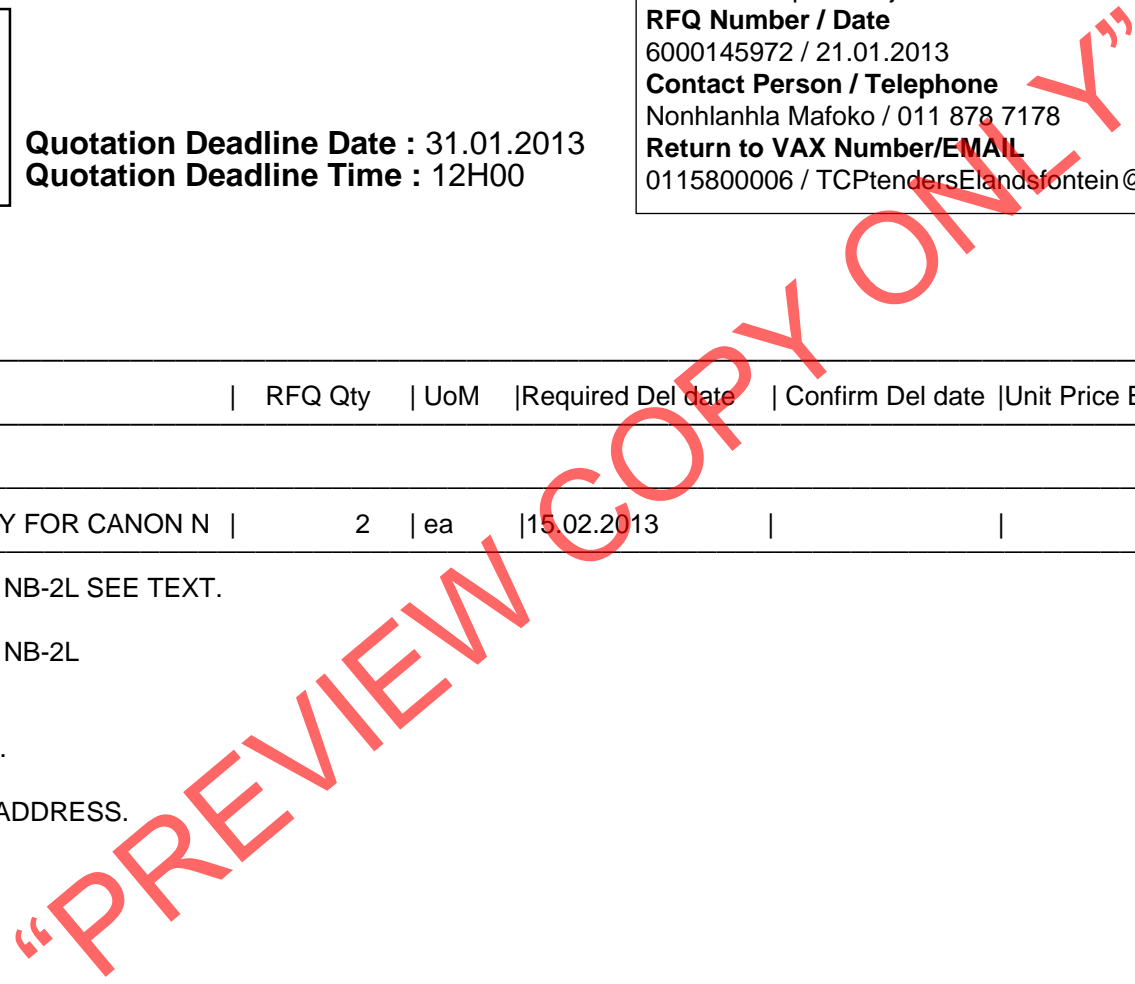 RFQ Number / Date
6000145972 / 21.01.2013
Contact Person / Telephone
Nonhlanhla Mafoko / 011 878 7178
Return to VAX Number/EMAIL
0115800006 / TCPtendersElandsfontein@
Quotation Deadline Date : 31.01.2013
Quotation Deadline Time : 12H00
| RFQ Qty | UoM |Required Del date | Confirm Del date |Unit Price E
Y FOR CANON N | 2 | ea |15.02.2013 | |
NB-2L SEE TEXT.
NB-2L
.
ADDRESS.
“PREVIEW COPY ONLY”